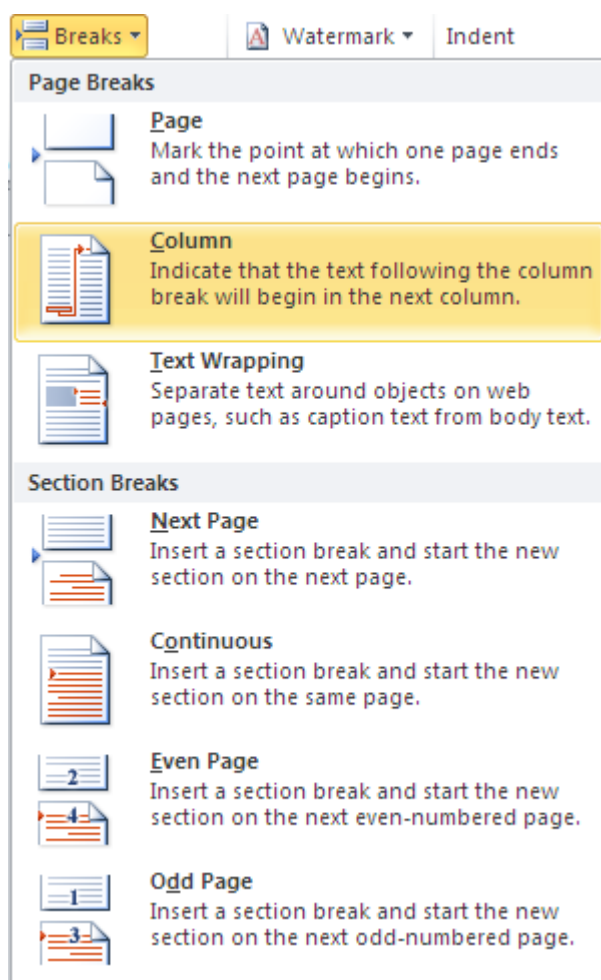 Breaks Watermark Indent
Page Breaks
Page
Mark the point at which one page ends
and the next page begins.
Column
Indicate that the text following the column
break will begin in the next column.
Text Wrapping
Separate text around objects on web
pages, such as caption text from body text.
Section Breaks
Next Page
Insert a section break and start the new
section on the next page.
Continuous
Insert a section break and start the new
section on the same page.
Even Page
2
Insert a section break and start the new
4
section on the next even-numbered page.
Odd Page
1
Insert a section break and start the new
3
section on the next odd-numbered page.